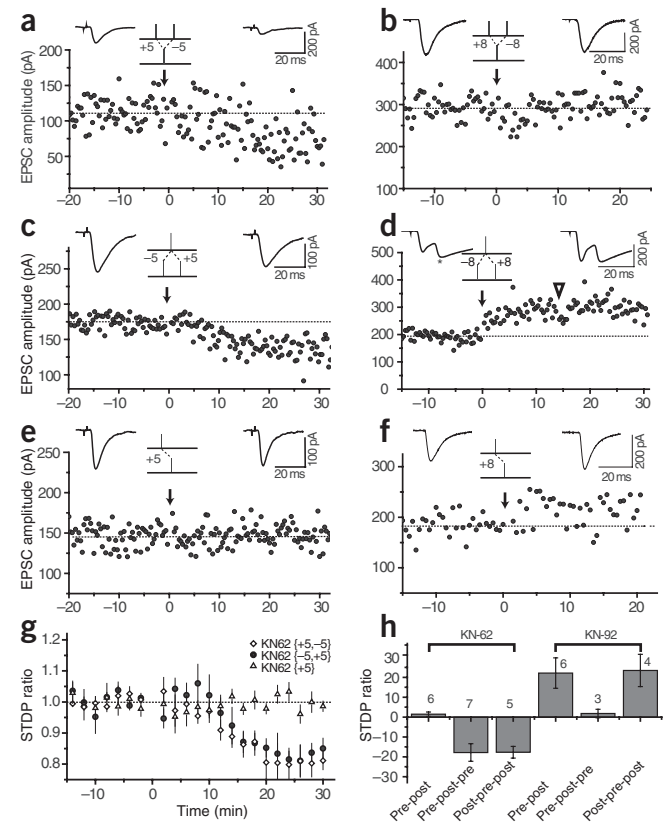 a
+5 −5
20 ms
200 pA
EPSC amplitude (pA)
200
150
100
50
−20 −10 0 10 20 30
b
+8 −8
20 ms
200 pA
400
300
200
100
0 10 20
c
−5 +5
20 ms
100 pA
EPSC amplitude (pA)
250
200
150
100
−20 −10 0 10 20 30
d
*
−8 +8
20 ms
200 pA
500
400
300
200
100
0
−10 0 10 20 30
e
+5
20 ms
100 pA
EPSC amplitude (pA)
250
200
150
100
−20 −10 0 10 20 30
f
+8
20 ms
200 pA
300
200
100
−10 0 10 20
g
KN62 {+5,−5}
KN62 {−5,+5}
KN62 {+5}
STDP ratio
1.2
1.1
1.0
0.9
0.8
−10 0 10 20 30
Time (min)
h
KN-62 KN-92
STDP ratio
30
20
10
0
−10
−20
−30
6 7 5 6 3 4
Pre-post Pre-post-pre Post-pre-post Pre-post Pre-post-pre Post-pre-post